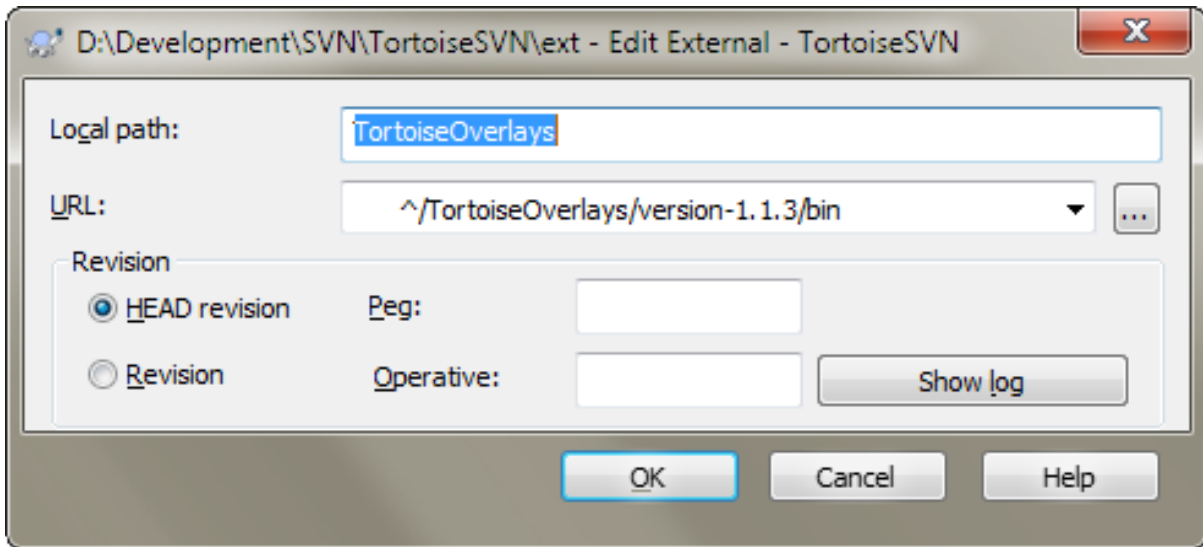 D:\Development\SVN\TortoiseSVN\ext - Edit External - TortoiseSVN
Local path: TortoiseOverlays
URL: ^/TortoiseOverlays/version-1.1.3/bin ...
Revision
HEAD revision Peg:
Revision Operative: Show log
OK Cancel Help